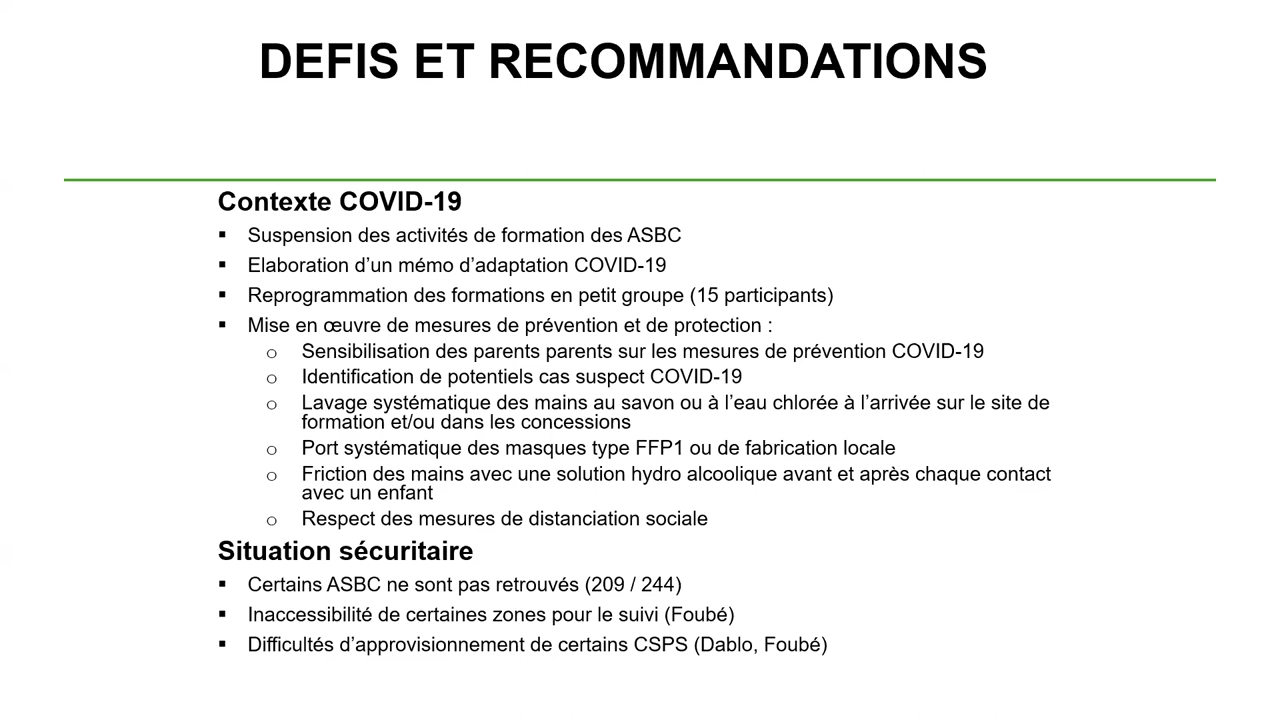 DEFIS ET RECOMMANDATIONS
Contexte COVID-19
▪ Suspension des activités de formation des ASBC
▪ Elaboration d’un mémo d’adaptation COVID-19
▪ Reprogrammation des formations en petit groupe (15 participants)
▪ Mise en œuvre de mesures de prévention et de protection :
o Sensibilisation des parents parents sur les mesures de prévention COVID-19
o Identification de potentiels cas suspect COVID-19
o Lavage systématique des mains au savon ou à l’eau chlorée à l’arrivée sur le site de
formation et/ou dans les concessions
o Port systématique des masques type FFP1 ou de fabrication locale
o Friction des mains avec une solution hydro alcoolique avant et après chaque contact
avec un enfant
o Respect des mesures de distanciation sociale
Situation sécuritaire
▪ Certains ASBC ne sont pas retrouvés (209 / 244)
▪ Inaccessibilité de certaines zones pour le suivi (Foubé)
▪ Difficultés d’approvisionnement de certains CSPS (Dablo, Foubé)